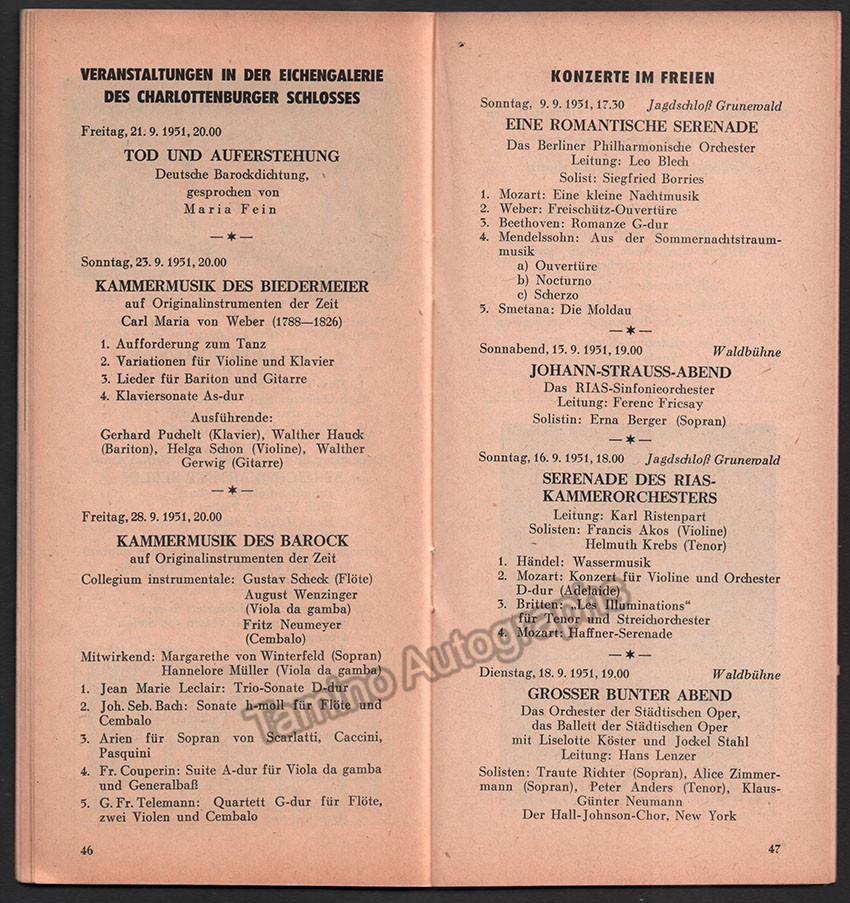 VERANSTALTUNGEN IN DER EICHENGALERIE
DES CHARLOTTENBURGER SCHLOSSES
Freitag, 21. 9. 1951, 20.00
TOD UND AUFERSTEHUNG
Deutsche Barockdichtung,
gesprochen von
Maria Fein
—★—
Sonntag, 23. 9. 1951, 20.00
KAMMERMUSIK DES BIEDERMEIER
auf Originalinstrumenten der Zeit
Carl Maria von Weber (1788—1826)
1. Aufforderung zum Tanz
2. Variationen für Violine und Klavier
3. Lieder für Bariton und Gitarre
4. Klaviersonate As-dur
Ausführende:
Gerhard Puchelt (Klavier), Walther Hauck
(Bariton), Helga Schon (Violine), Walther
Gerwig (Gitarre)
—★—
Freitag, 28. 9. 1951, 20.00
KAMMERMUSIK DES BAROCK
auf Originalinstrumenten der Zeit
Collegium instrumentale: Gustav Scheck (Flöte)
August Wenzinger
(Viola da gamba)
Fritz Neumeyer
(Cembalo)
Mitwirkend: Margarethe von Winterfeld (Sopran)
Hannelore Müller (Viola da gamba)
1. Jean Marie Leclair: Trio-Sonate D-dur
2. Joh. Seb. Bach: Sonate h-moll für Flöte und
Cembalo
3. Arien für Sopran von Scarlatti, Caccini,
Pasquini
4. Fr. Couperin: Suite A-dur für Viola da gamba
und Generalbaß
5. G. Fr. Telemann: Quartett G-dur für Flöte,
zwei Violen und Cembalo
46
KONZERTE IM FREIEN
Sonntag, 9. 9. 1951, 17.30 Jagdschloß Grunewald
EINE ROMANTISCHE SERENADE
Das Berliner Philharmonische Orchester
Leitung: Leo Blech
Solist: Siegfried Borries
1. Mozart: Eine kleine Nachtmusik
2. Weber: Freischütz-Ouvertüre
3. Beethoven: Romanze G-dur
4. Mendelssohn: Aus der Sommernachtstraum-
musik
a) Ouvertüre
b) Nocturno
c) Scherzo
5. Smetana: Die Moldau
—★—
Sonnabend, 15. 9. 1951, 19.00 Waldbühne
JOHANN-STRAUSS-ABEND
Das RIAS-Sinfonieorchester
Leitung: Ferenc Fricsay
Solistin: Erna Berger (Sopran)
—★—
Sonntag, 16. 9. 1951, 18.00 Jagdschloß Grunewald
SERENADE DES RIAS-
KAMMERORCHESTERS
Leitung: Karl Ristenpart
Solisten: Francis Akos (Violine)
Helmuth Krebs (Tenor)
1. Händel: Wassermusik
2. Mozart: Konzert für Violine und Orchester
D-dur (Adelaide)
3. Britten: „Les Illuminations"
für Tenor und Streichorchester
4. Mozart: Haffner-Serenade
—★—
Dienstag, 18. 9. 1951, 19.00 Waldbühne
GROSSER BUNTER ABEND
Das Orchester der Städtischen Oper,
das Ballett der Städtischen Oper
mit Liselotte Köster und Jockel Stahl
Leitung: Hans Lenzer
Solisten: Traute Richter (Sopran), Alice Zimmer-
mann (Sopran), Peter Anders (Tenor), Klaus-
Günter Neumann
Der Hall-Johnson-Chor, New York
47
Tamino Autographs